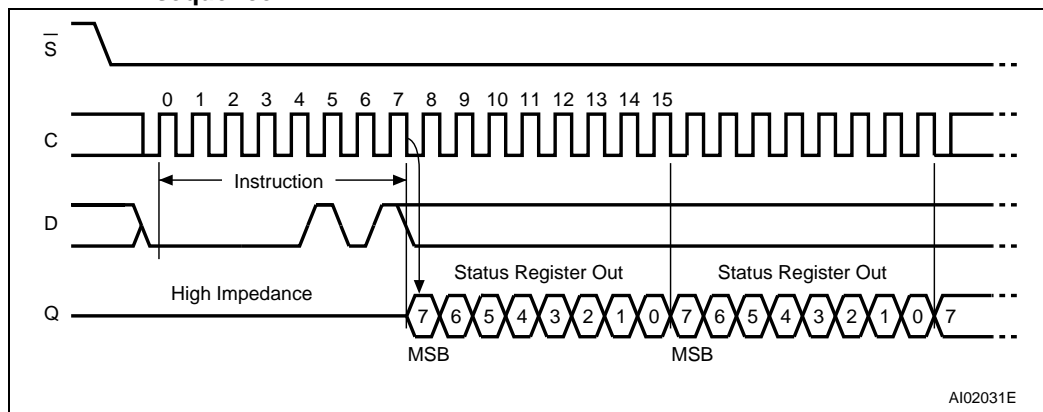 S
0 1 2 3 4 5 6 7 8 9 10 11 12 13 14 15
C
Instruction
D
Status Register Out Status Register Out
High Impedance
Q
7 6 5 4 3 2 1 0 7 6 5 4 3 2 1 0 7
MSB MSB
AI02031E